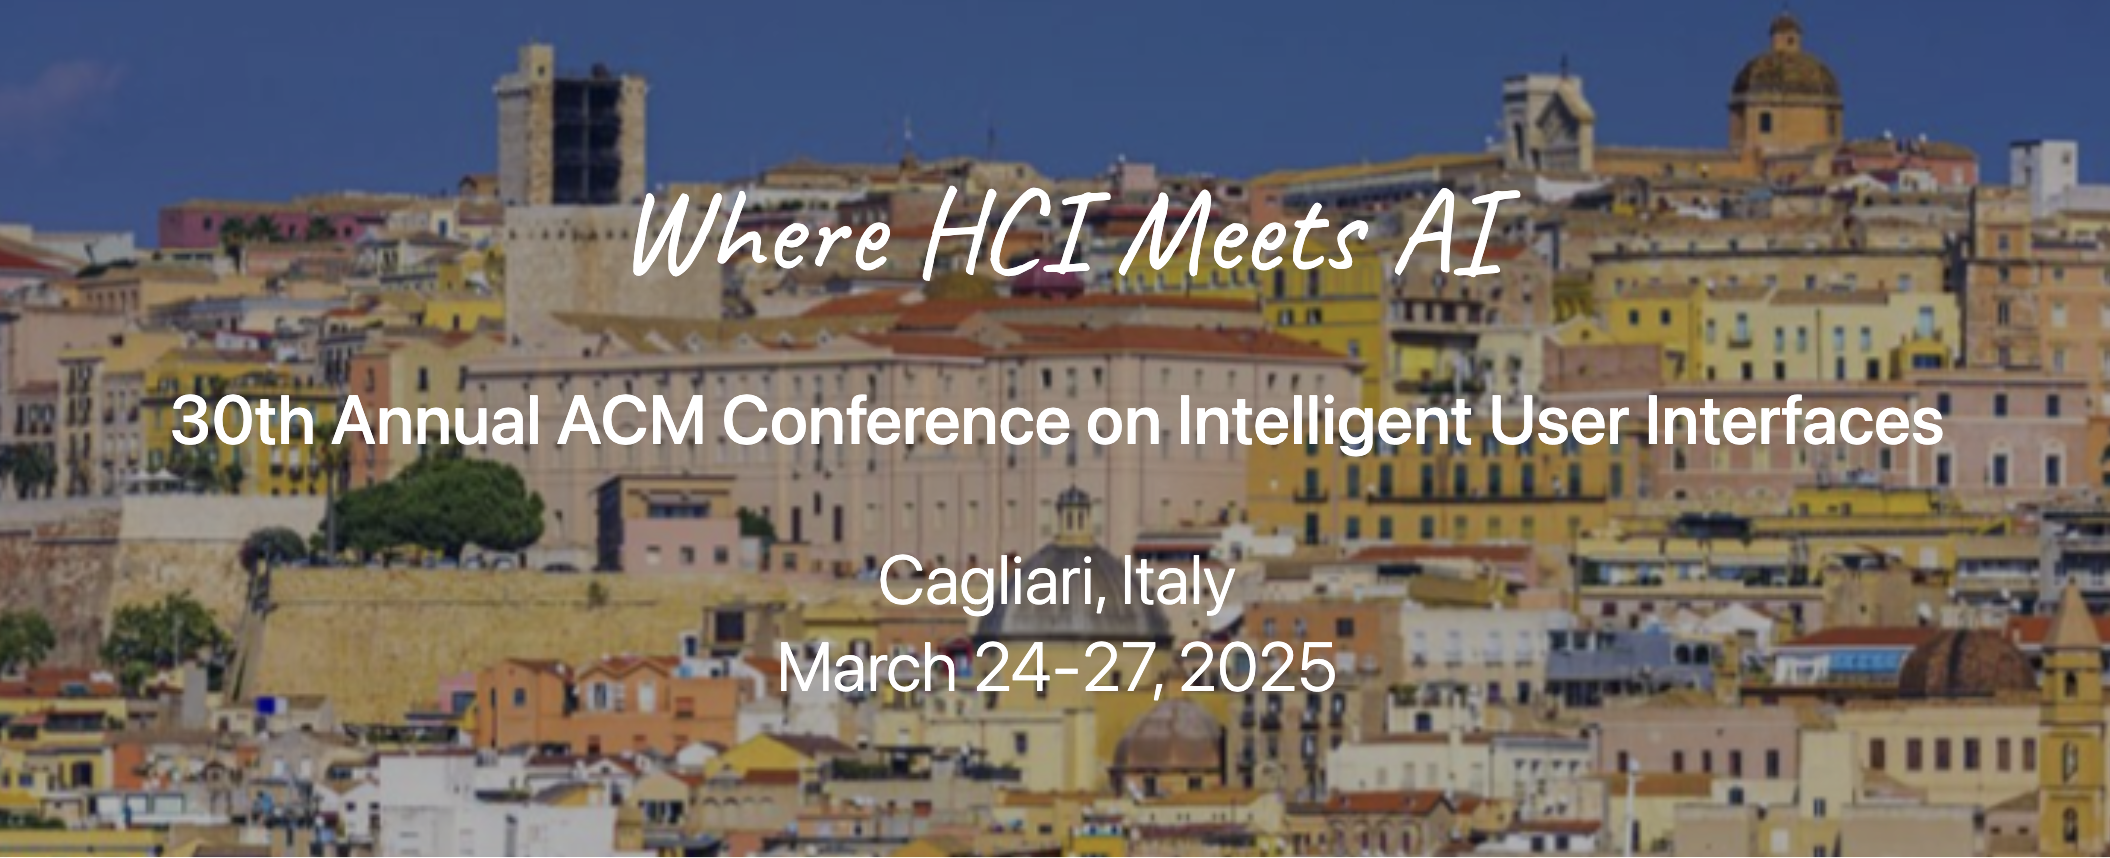 Where HCI Meets AI
30th Annual ACM Conference on Intelligent User Interfaces
Cagliari, Italy
March 24-27, 2025